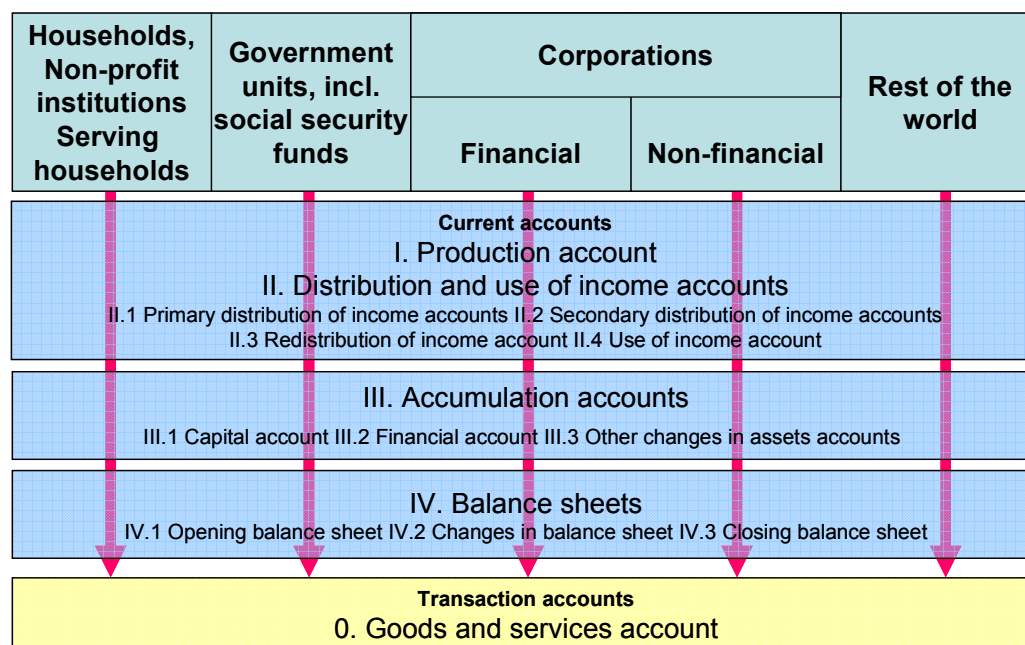 Households,
Non-profit
institutions
Serving
households
Government
units, incl.
social security
funds
Corporations
Financial
Non-financial
Rest of the
world
Current accounts
I. Production account
II. Distribution and use of income accounts
II.1 Primary distribution of income accounts II.2 Secondary distribution of income accounts
II.3 Redistribution of income account II.4 Use of income account
III. Accumulation accounts
III.1 Capital account III.2 Financial account III.3 Other changes in assets accounts
IV. Balance sheets
IV.1 Opening balance sheet IV.2 Changes in balance sheet IV.3 Closing balance sheet
Transaction accounts
0. Goods and services account